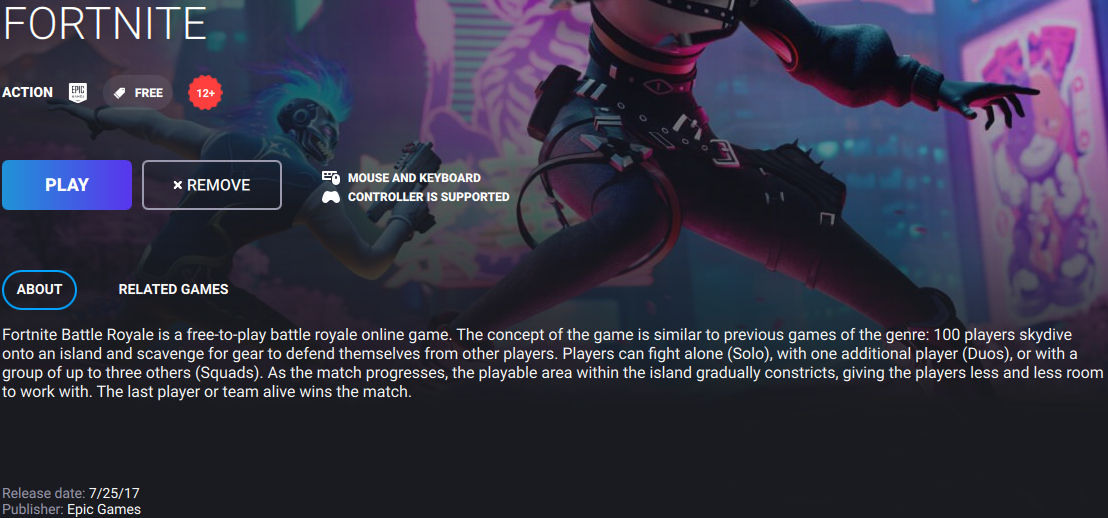 FORTNITE
ACTION EPIC GAMES FREE 12+
PLAY × REMOVE
MOUSE AND KEYBOARD
CONTROLLER IS SUPPORTED
ABOUT RELATED GAMES
Fortnite Battle Royale is a free-to-play battle royale online game. The concept of the game is similar to previous games of the genre: 100 players skydive
onto an island and scavenge for gear to defend themselves from other players. Players can fight alone (Solo), with one additional player (Duos), or with a
group of up to three others (Squads). As the match progresses, the playable area within the island gradually constricts, giving the players less and less room
to work with. The last player or team alive wins the match.
Release date: 7/25/17
Publisher: Epic Games